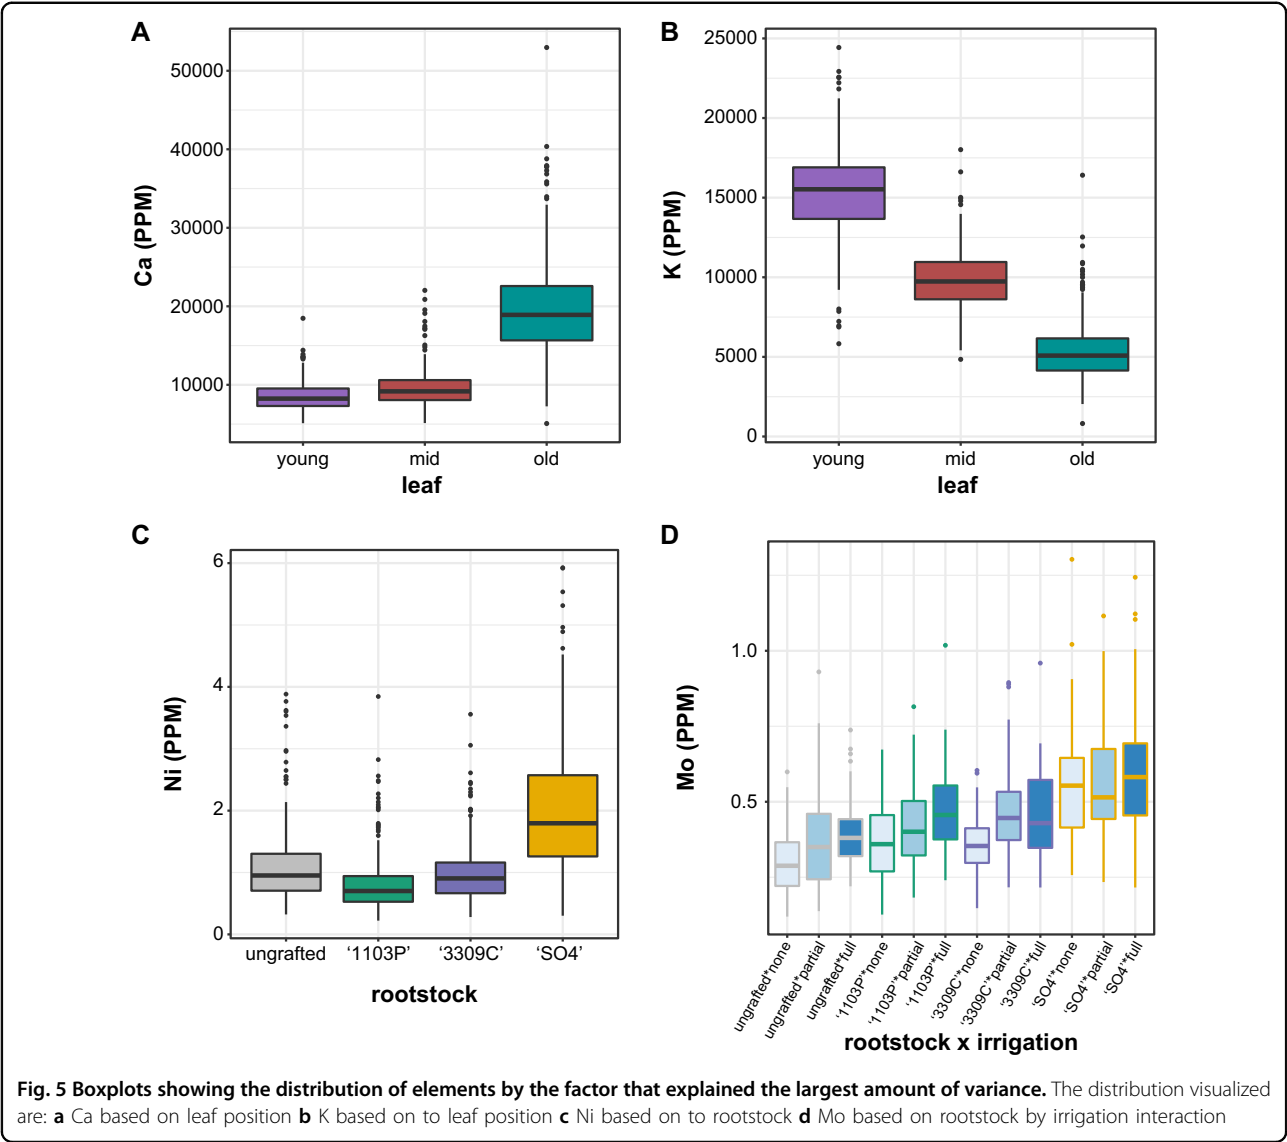 A
Ca (PPM)
50000
40000
30000
20000
10000
young mid old
leaf
B
K (PPM)
25000
20000
15000
10000
5000
0
young mid old
leaf
C
Ni (PPM)
6
4
2
0
ungrafted ‘1103P’ ‘3309C’ ‘SO4’
rootstock
D
Mo (PPM)
1.0
0.5
ungrafted*none
ungrafted*partial
ungrafted*full
‘1103P’*none
‘1103P’*partial
‘1103P’*full
‘3309C’*none
‘3309C’*partial
‘3309C’*full
‘SO4’*none
‘SO4’*partial
‘SO4’*full
rootstock x irrigation
Fig. 5 Boxplots showing the distribution of elements by the factor that explained the largest amount of variance. The distribution visualized
are: a Ca based on leaf position b K based on to leaf position c Ni based on to rootstock d Mo based on rootstock by irrigation interaction